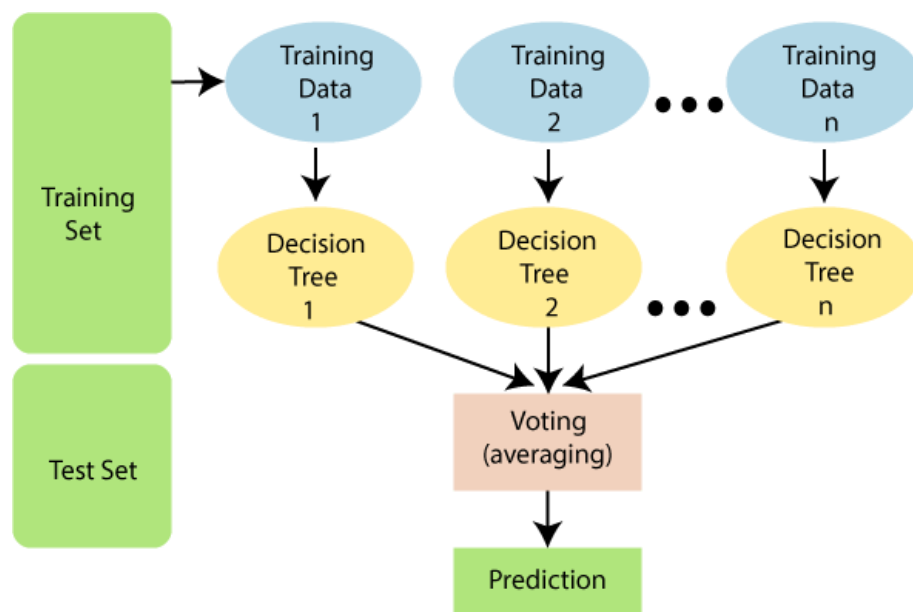 Training
Set
Training
Data
1
Training
Data
2
Training
Data
n
Decision
Tree
1
Decision
Tree
2
Decision
Tree
n
Test Set
Voting
(averaging)
Prediction